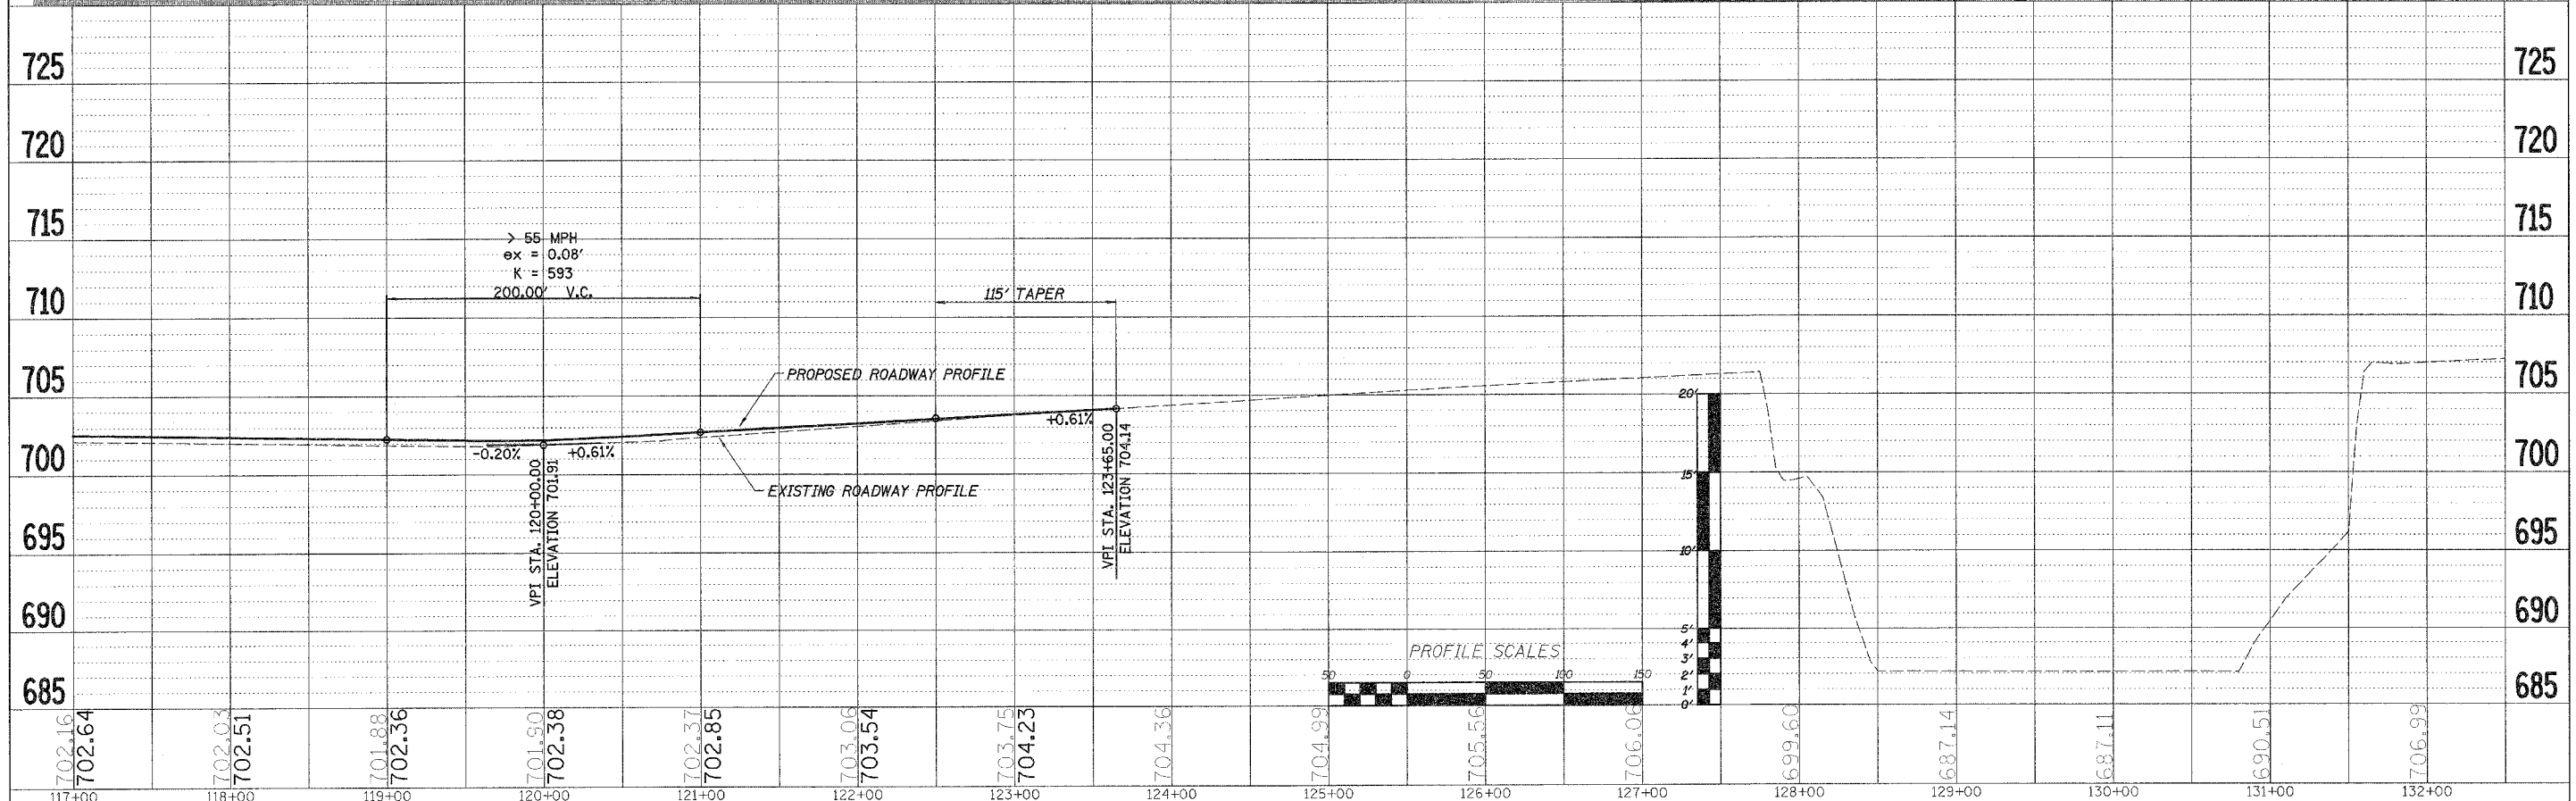 725 725
720 720
715 715
710 710
705 705
700 700
695 695
690 690
685 685
> 55 MPH
ex = 0.08'
K = 593
200.00' V.C.
115' TAPER
PROPOSED ROADWAY PROFILE
EXISTING ROADWAY PROFILE
-0.20%
+0.61%
+0.61%
VPI STA. 120+00.00
ELEVATION 701.91
VPI STA. 123+65.00
ELEVATION 704.14
20'
15'
10'
5'
4'
3'
2'
1'
0'
PROFILE SCALES
50 0 50 100 150
702.16 702.03 701.88 701.90 702.37 703.06 703.75 704.36 704.99 705.56 706.06 699.60 687.14 687.11 690.51 706.99
702.64 702.51 702.36 702.38 702.85 703.54 704.23
117+00 118+00 119+00 120+00 121+00 122+00 123+00 124+00 125+00 126+00 127+00 128+00 129+00 130+00 131+00 132+00